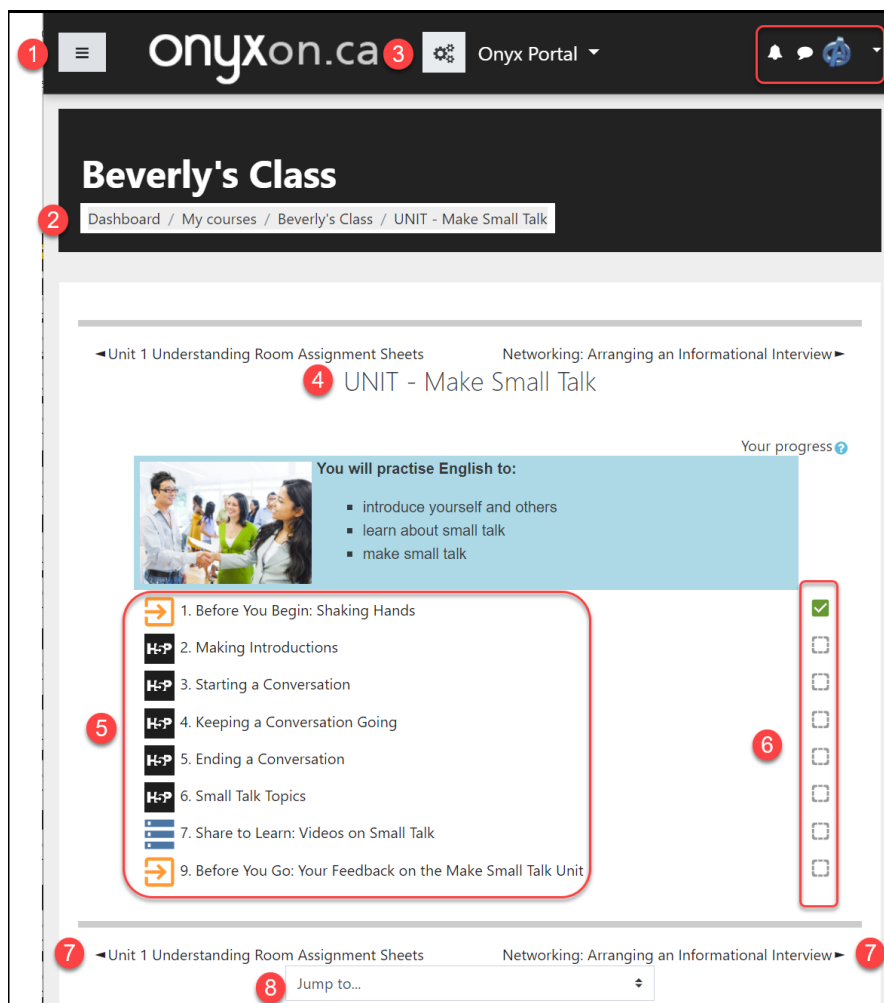 1
onyxon.ca
3
Onyx Portal
Beverly's Class
2
Dashboard / My courses / Beverly's Class / UNIT - Make Small Talk
◄Unit 1 Understanding Room Assignment Sheets
Networking: Arranging an Informational Interview►
4
UNIT - Make Small Talk
Your progress
You will practise English to:
▪ introduce yourself and others
▪ learn about small talk
▪ make small talk
1. Before You Begin: Shaking Hands
H5P 2. Making Introductions
H5P 3. Starting a Conversation
5
H5P 4. Keeping a Conversation Going
6
H5P 5. Ending a Conversation
H5P 6. Small Talk Topics
7. Share to Learn: Videos on Small Talk
9. Before You Go: Your Feedback on the Make Small Talk Unit
7
◄Unit 1 Understanding Room Assignment Sheets
Networking: Arranging an Informational Interview►
7
8
Jump to...